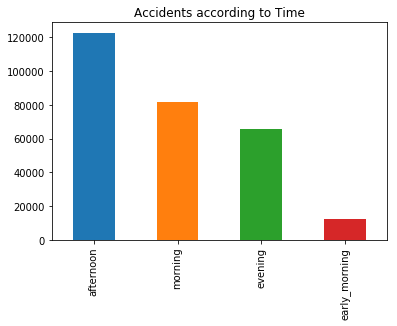 Accidents according to Time
120000
100000
80000
60000
40000
20000
0
afternoon
morning
evening
early_morning